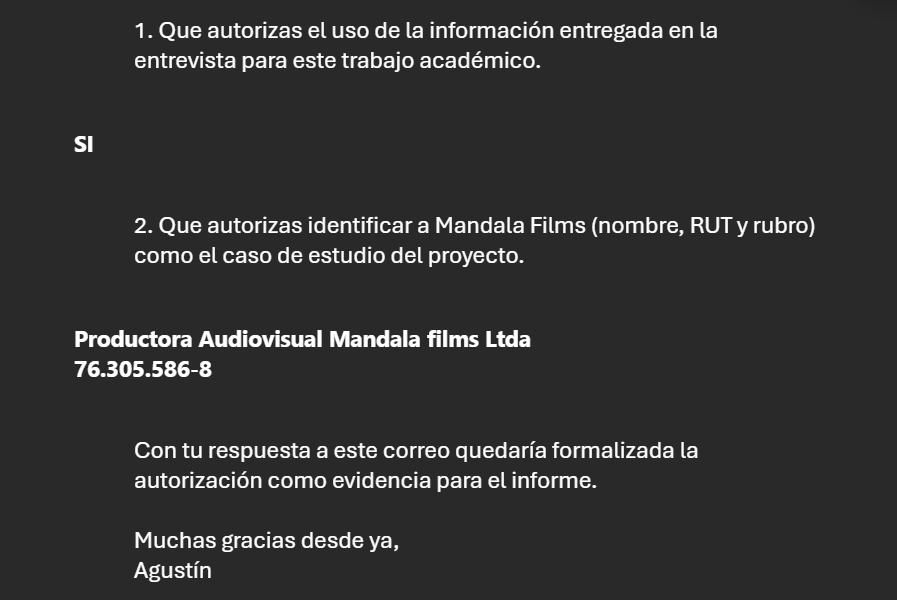 1. Que autorizas el uso de la información entregada en la
entrevista para este trabajo académico.
SI
2. Que autorizas identificar a Mandala Films (nombre, RUT y rubro)
como el caso de estudio del proyecto.
Productora Audiovisual Mandala films Ltda
76.305.586-8
Con tu respuesta a este correo quedaría formalizada la
autorización como evidencia para el informe.
Muchas gracias desde ya,
Agustín